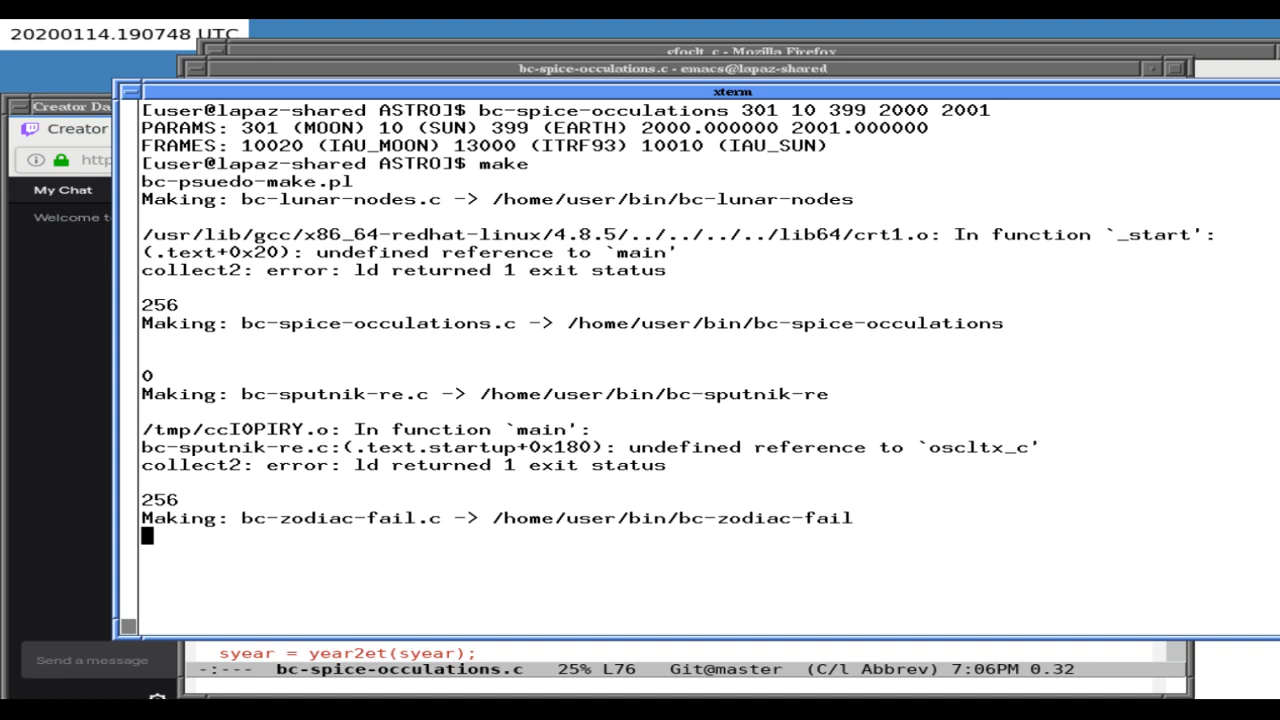 20200114.190748 UTC
sfoclt_c - Mozilla Firefox
bc-spice-occulations.c - emacs@lapaz-shared
xterm
Creator Da
Creator
http
My Chat
Welcome t
[user@lapaz-shared ASTRO]$ bc-spice-occulations 301 10 399 2000 2001
PARAMS: 301 (MOON) 10 (SUN) 399 (EARTH) 2000.000000 2001.000000
FRAMES: 10020 (IAU_MOON) 13000 (ITRF93) 10010 (IAU_SUN)
[user@lapaz-shared ASTRO]$ make
bc-psuedo-make.pl
Making: bc-lunar-nodes.c -> /home/user/bin/bc-lunar-nodes
/usr/lib/gcc/x86_64-redhat-linux/4.8.5/../../../../lib64/crt1.o: In function `_start':
(.text+0x20): undefined reference to `main'
collect2: error: ld returned 1 exit status
256
Making: bc-spice-occulations.c -> /home/user/bin/bc-spice-occulations
0
Making: bc-sputnik-re.c -> /home/user/bin/bc-sputnik-re
/tmp/ccI0PIRY.o: In function `main':
bc-sputnik-re.c:(.text.startup+0x180): undefined reference to `oscltx_c'
collect2: error: ld returned 1 exit status
256
Making: bc-zodiac-fail.c -> /home/user/bin/bc-zodiac-fail
Send a message
syear = year2et(syear);
-:--- bc-spice-occulations.c 25% L76 Git@master (C/l Abbrev) 7:06PM 0.32